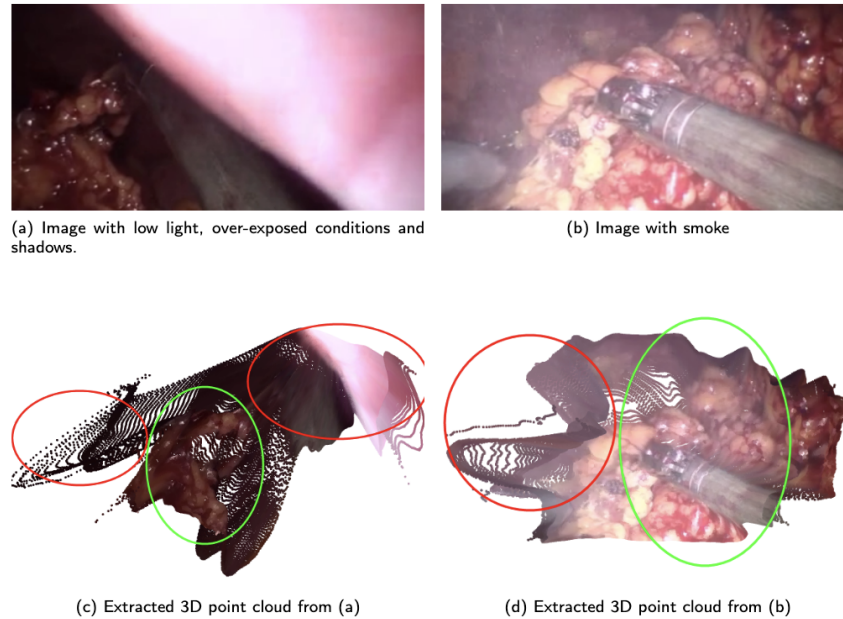 (a) Image with low light, over-exposed conditions and
shadows.
(b) Image with smoke
(c) Extracted 3D point cloud from (a)
(d) Extracted 3D point cloud from (b)